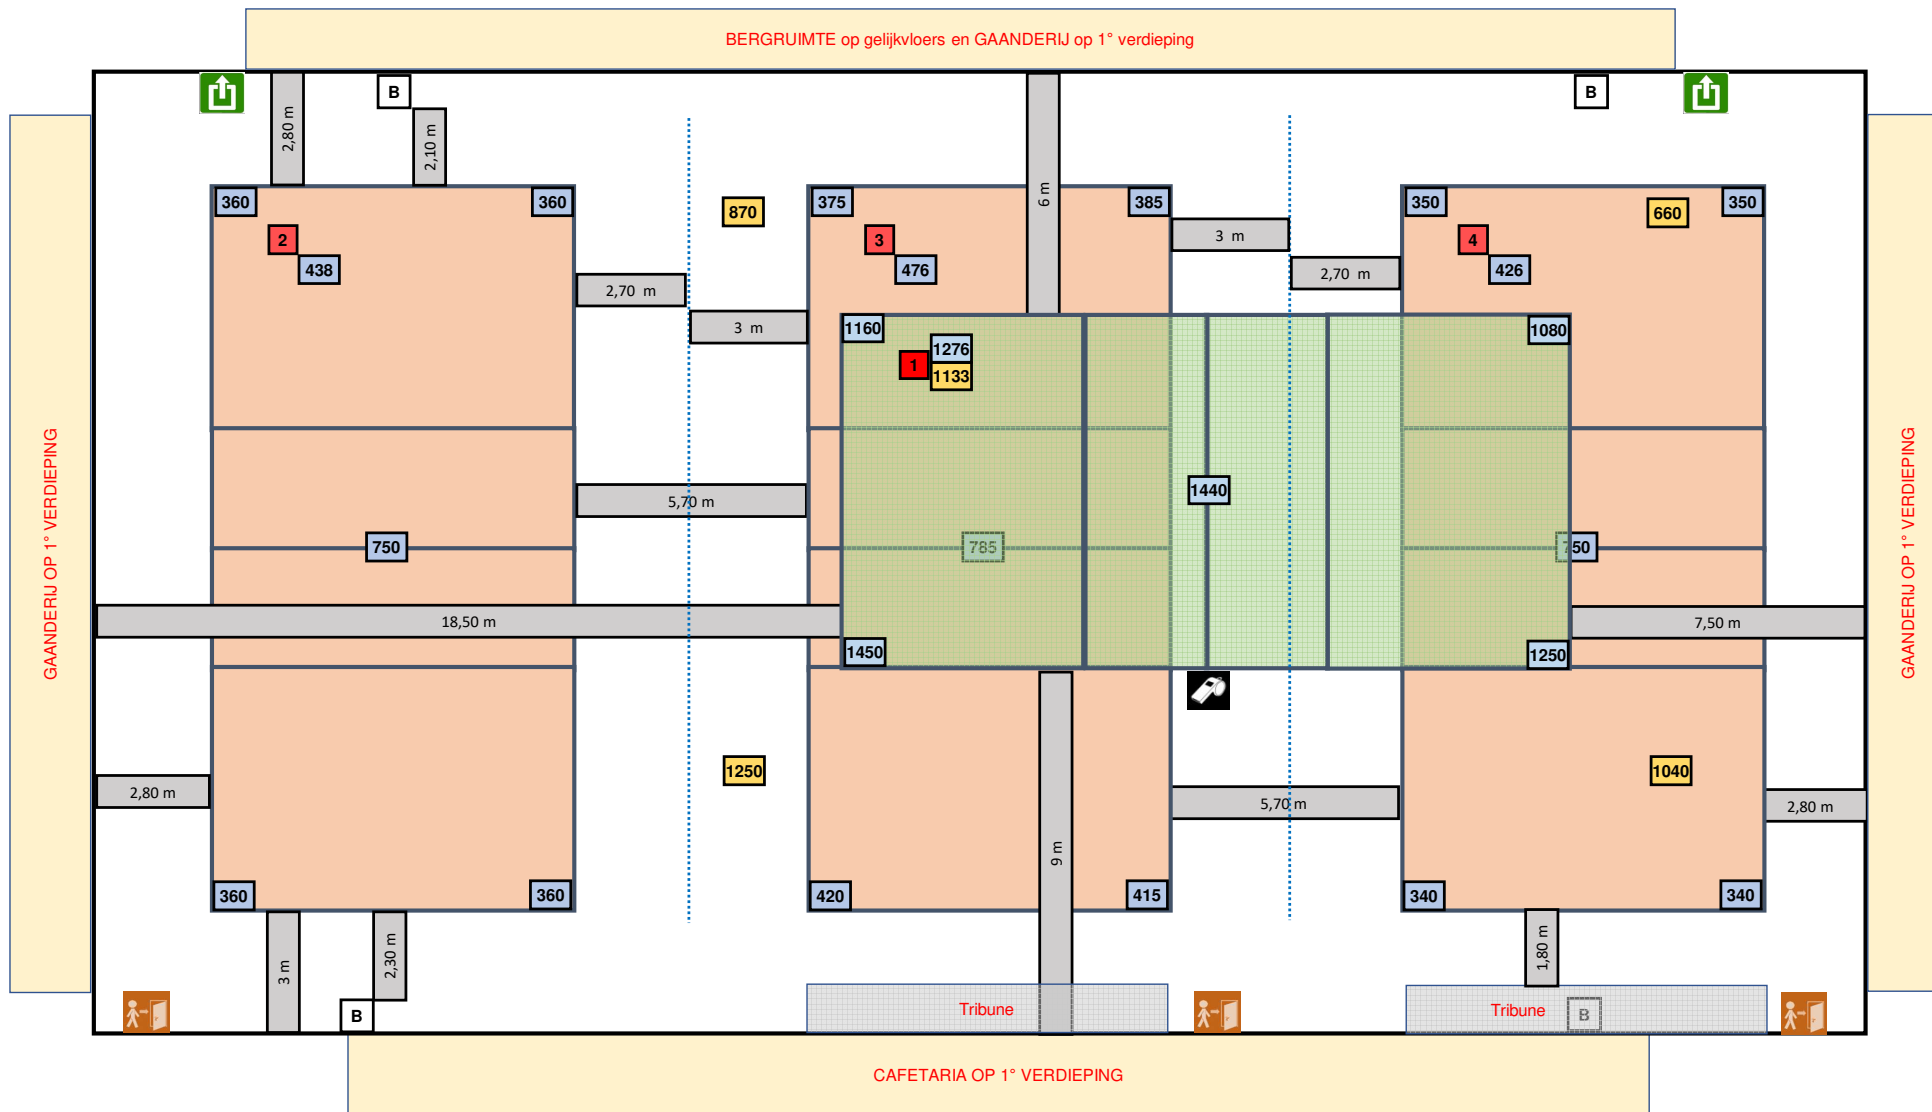 BERGRUIMTE op gelijkvloers en GAANDERIJ op 1° verdieping
B
B
2,80 m
2,10 m
6 m
360
360
870
375
385
350
660
350
2
438
3
476
3 m
4
426
2,70 m
2,70 m
3 m
1160
1080
1
1276
1133
GAANDERIJ OP 1° VERDIEPING
GAANDERIJ OP 1° VERDIEPING
5,70 m
1440
750
785
750
18,50 m
7,50 m
1450
1250
1250
1040
2,80 m
5,70 m
2,80 m
9 m
360
360
420
415
340
340
3 m
2,30 m
1,80 m
B
Tribune
Tribune
B
CAFETARIA OP 1° VERDIEPING